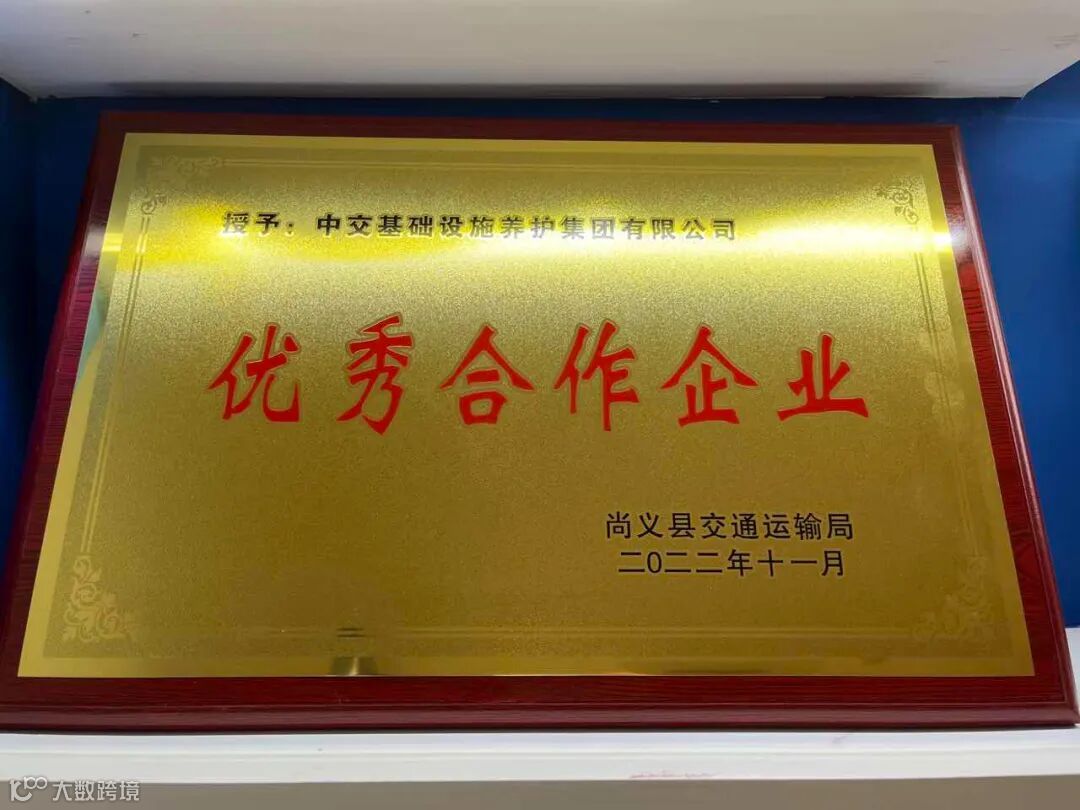 授予：中交基础设施养护集团有限公司
优秀合作企业
尚义县交通运输局
二0二二年十一月
大数跨境